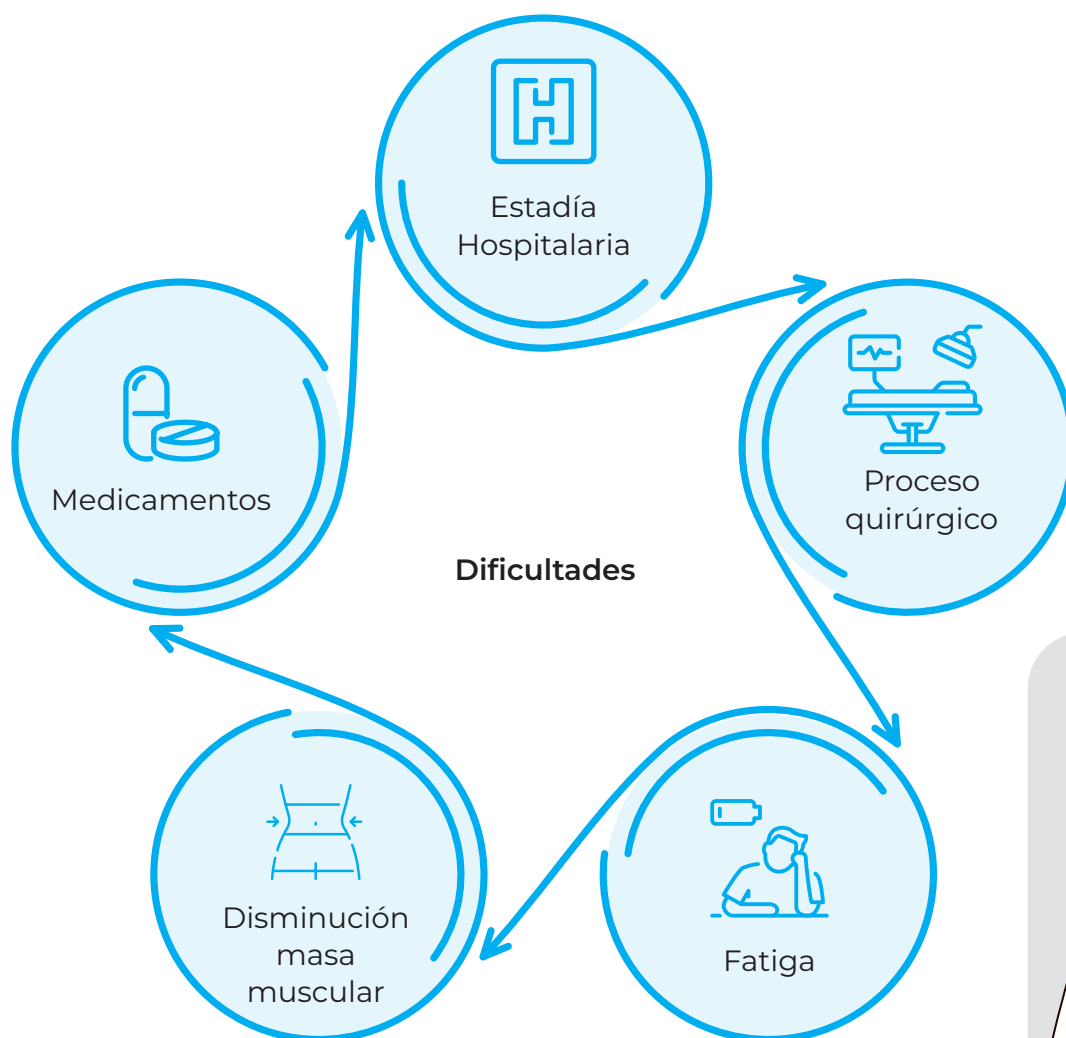 Estadía
Hospitalaria
Proceso
quirúrgico
Medicamentos
Dificultades
Disminución
masa
muscular
Fatiga